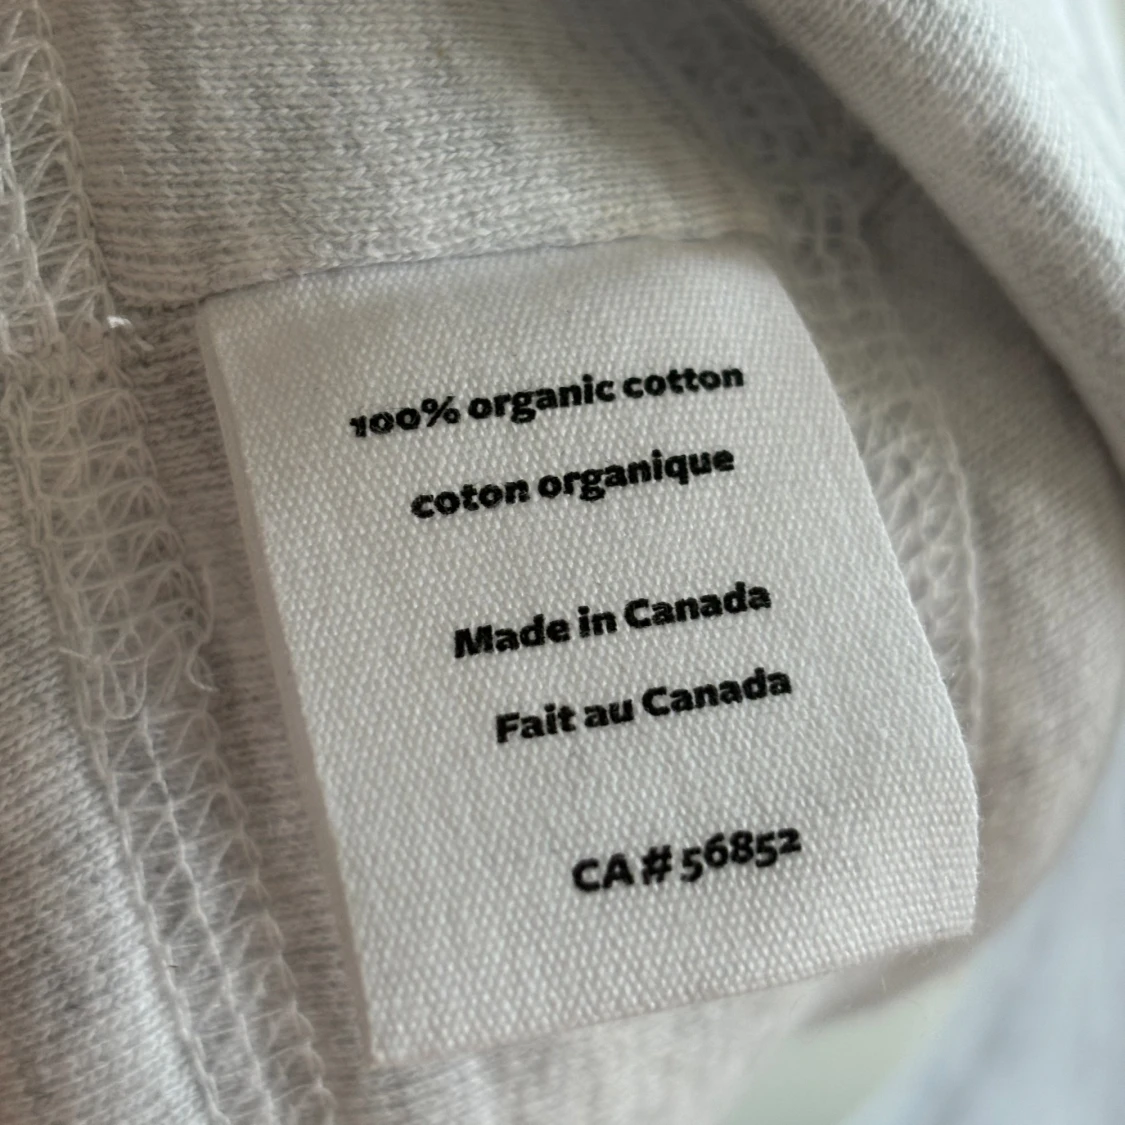 100% organic cotton
coton organique
Made in Canada
Fait au Canada
CA# 56852